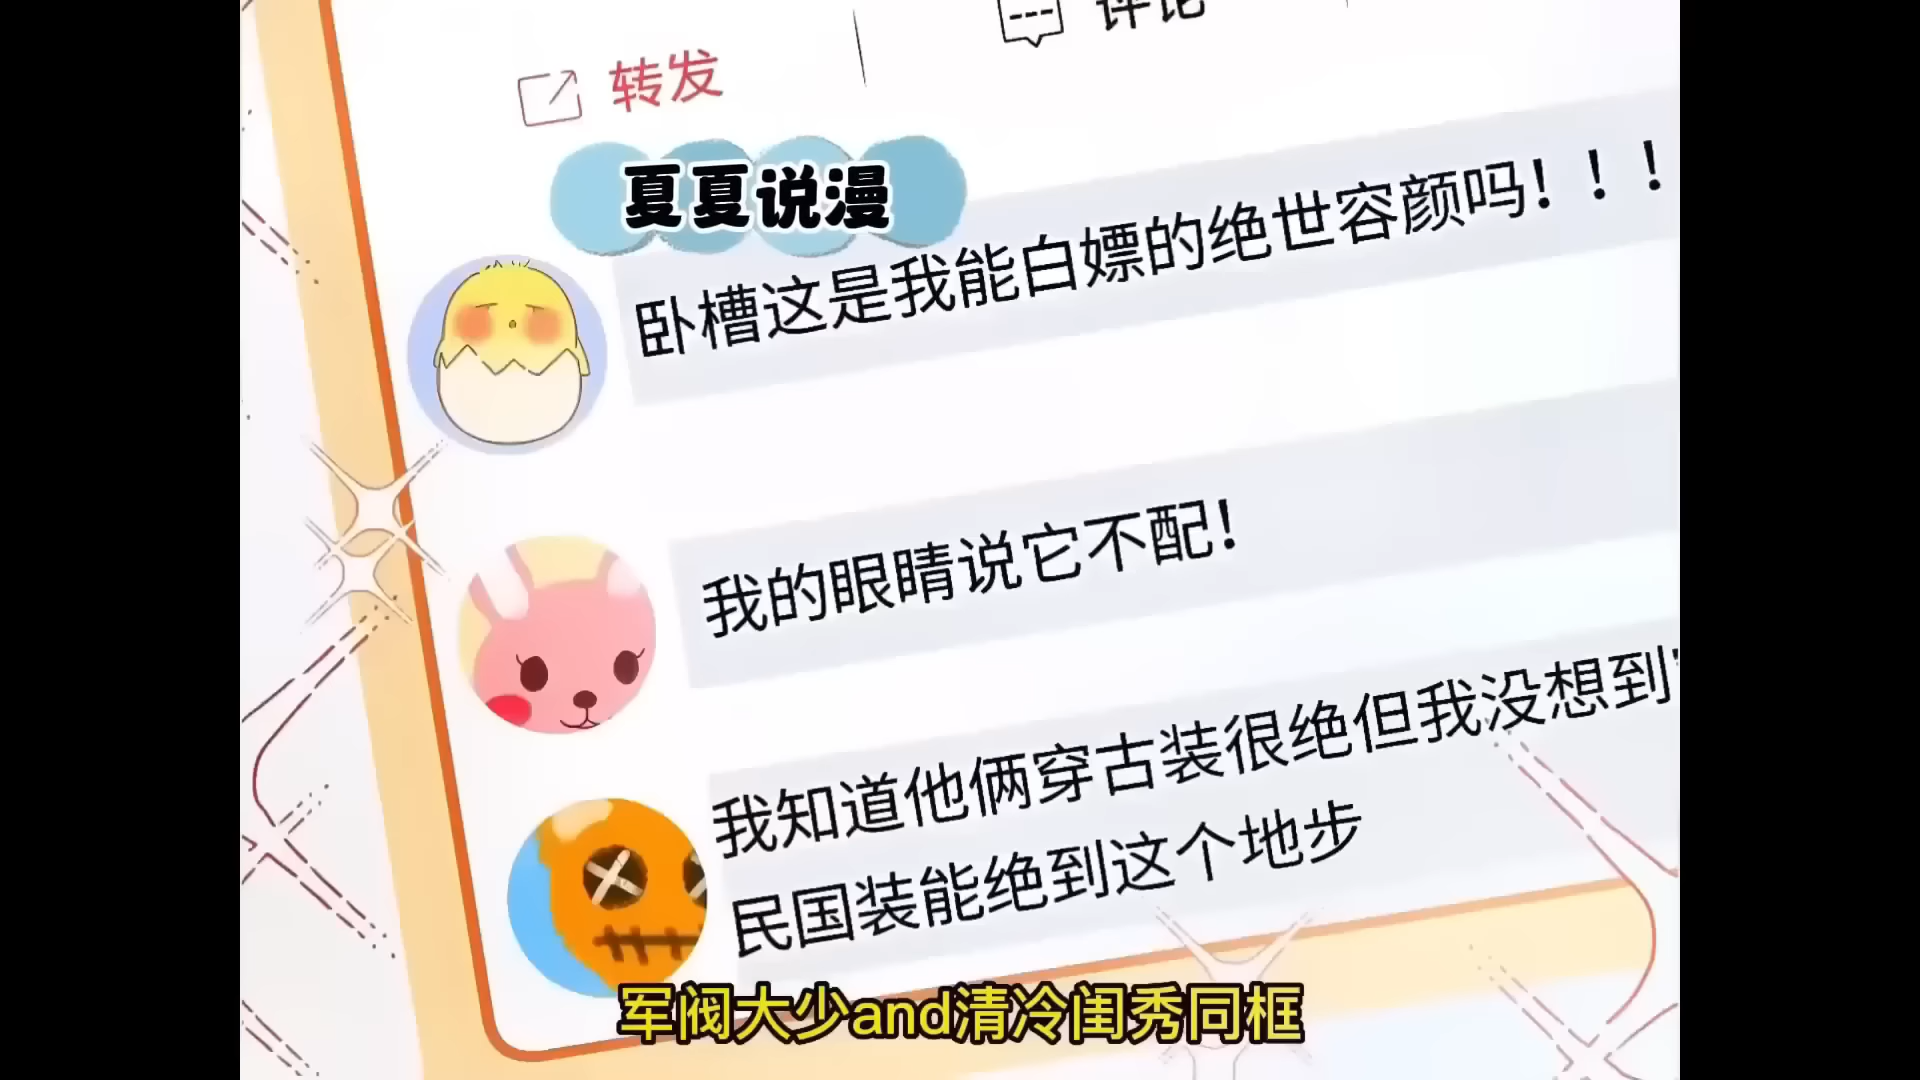 评论
转发
夏夏说漫
卧槽这是我能白嫖的绝世容颜吗！！！
我的眼睛说它不配！
我知道他俩穿古装很绝但我没想到
民国装能绝到这个地步
军阀大少and清冷闺秀同框